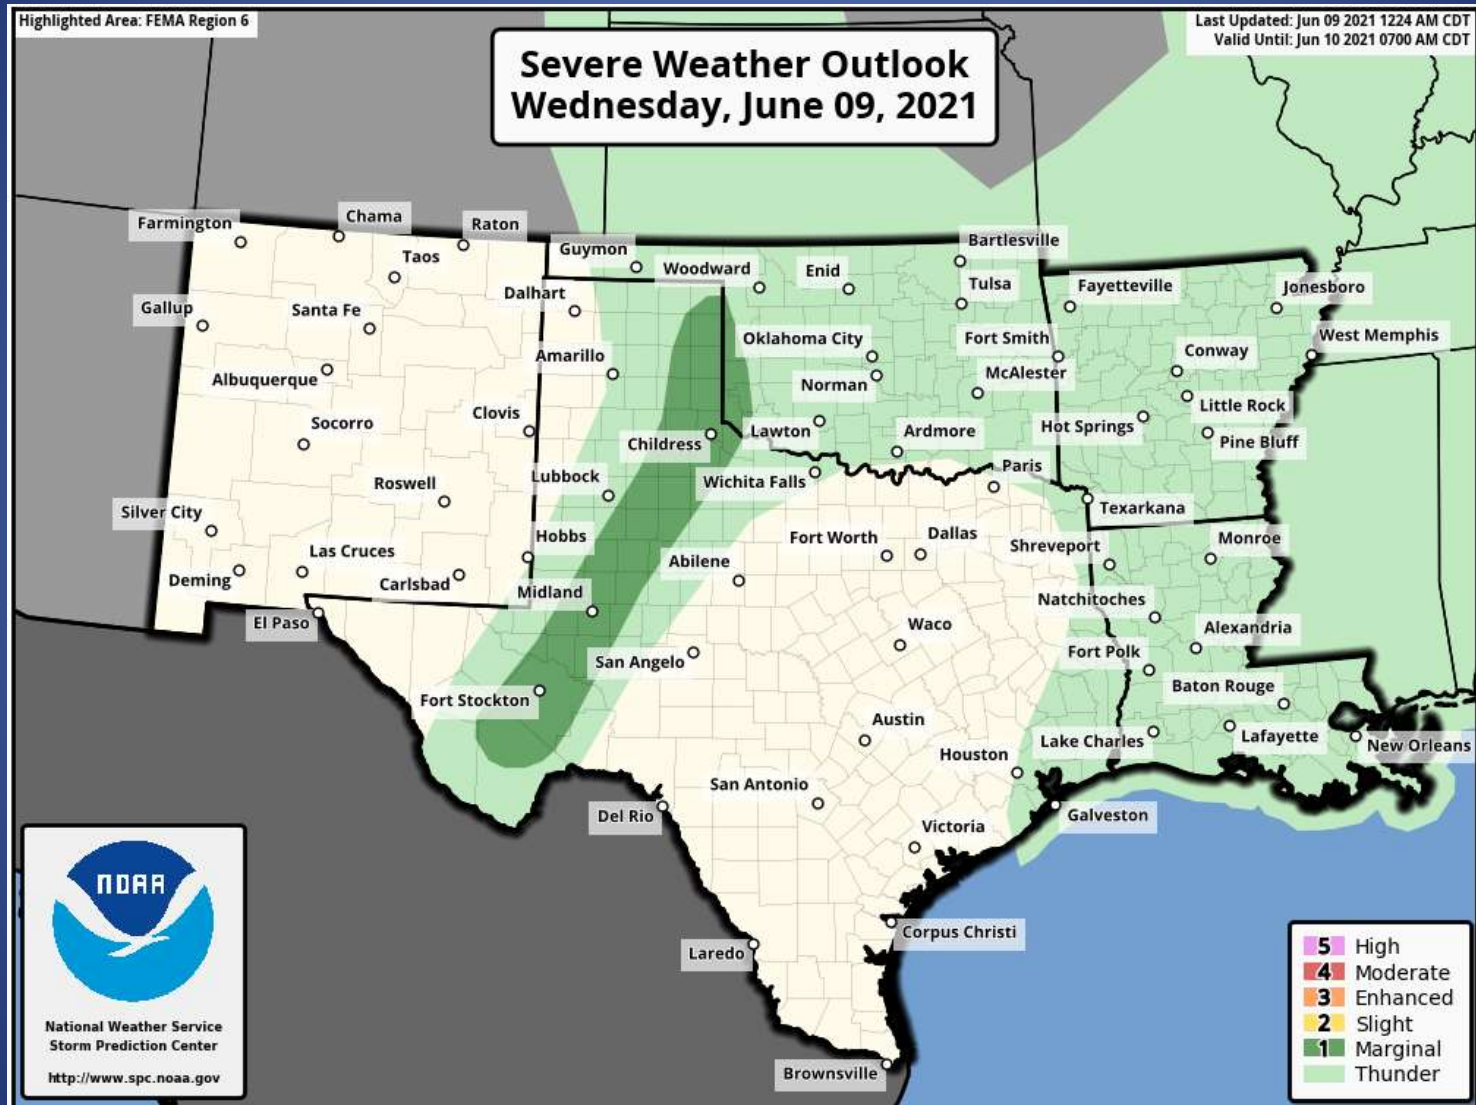 Highlighted Area: FEMA Region 6
Last Updated: Jun 09 2021 1224 AM CDT
Valid Until: Jun 10 2021 0700 AM CDT
Severe Weather Outlook
Wednesday, June 09, 2021
Farmington
Chama
Raton
Taos
Gallup
Santa Fe
Albuquerque
Socorro
Clovis
Roswell
Silver City
Las Cruces
Deming
Carlsbad
Hobbs
El Paso
Guymon
Woodward
Enid
Bartlesville
Tulsa
Dalhart
Amarillo
Oklahoma City
Norman
Fort Smith
McAlester
Childress
Lawton
Ardmore
Fayetteville
Jonesboro
West Memphis
Conway
Little Rock
Hot Springs
Pine Bluff
Lubbock
Wichita Falls
Paris
Texarkana
Midland
Abilene
Fort Worth
Dallas
Shreveport
Monroe
Natchitoches
Alexandria
Fort Polk
Waco
San Angelo
Fort Stockton
Baton Rouge
Austin
Houston
Lake Charles
Lafayette
New Orleans
San Antonio
Del Rio
Galveston
Victoria
Corpus Christi
Laredo
Brownsville
NOAA
National Weather Service
Storm Prediction Center
http://www.spc.noaa.gov
5 High
4 Moderate
3 Enhanced
2 Slight
1 Marginal
Thunder